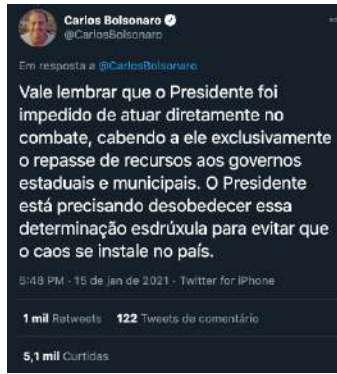 Carlos Bolsonaro
@CarlosBolsonaro
Em resposta a @CarlosBolsonaro
Vale lembrar que o Presidente foi
impedido de atuar diretamente no
combate, cabendo a ele exclusivamente
o repasse de recursos aos governos
estaduais e municipais. O Presidente
está precisando desobedecer essa
determinação esdrúxula para evitar que
o caos se instale no país.
5:48 PM · 15 de jan de 2021 · Twitter for iPhone
1 mil Retweets 122 Tweets de comentário
5,1 mil Curtidas